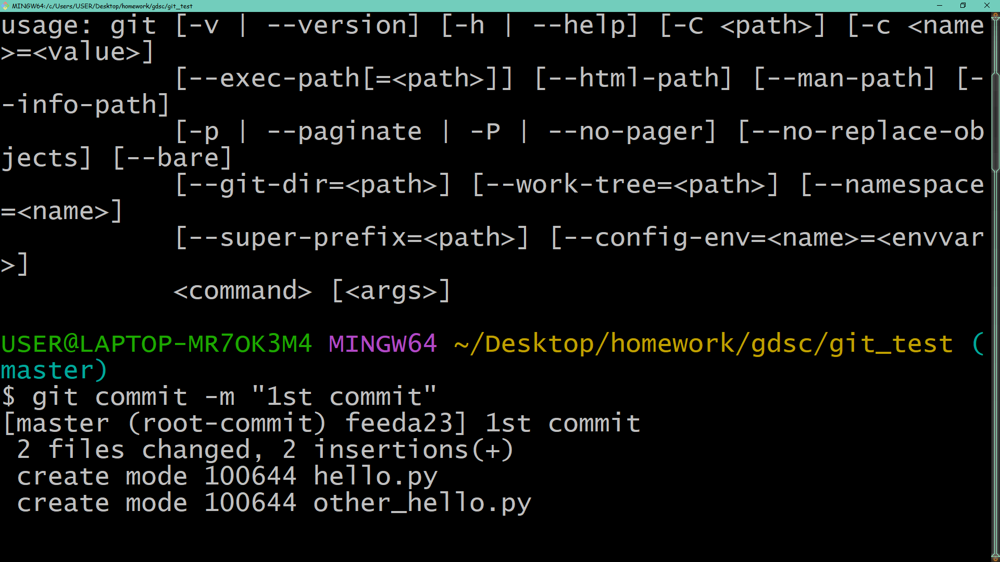 MINGW64:/c/Users/USER/Desktop/homework/gdsc/git_test
usage: git [-v | --version] [-h | --help] [-C <path>] [-c <name
>=<value>]
           [--exec-path[=<path>]] [--html-path] [--man-path] [-
-info-path]
           [-p | --paginate | -P | --no-pager] [--no-replace-ob
jects] [--bare]
           [--git-dir=<path>] [--work-tree=<path>] [--namespace
=<name>]
           [--super-prefix=<path>] [--config-env=<name>=<envvar
>]
           <command> [<args>]
USER@LAPTOP-MR7OK3M4 MINGW64 ~/Desktop/homework/gdsc/git_test (
master)
$ git commit -m "1st commit"
[master (root-commit) feeda23] 1st commit
 2 files changed, 2 insertions(+)
 create mode 100644 hello.py
 create mode 100644 other_hello.py